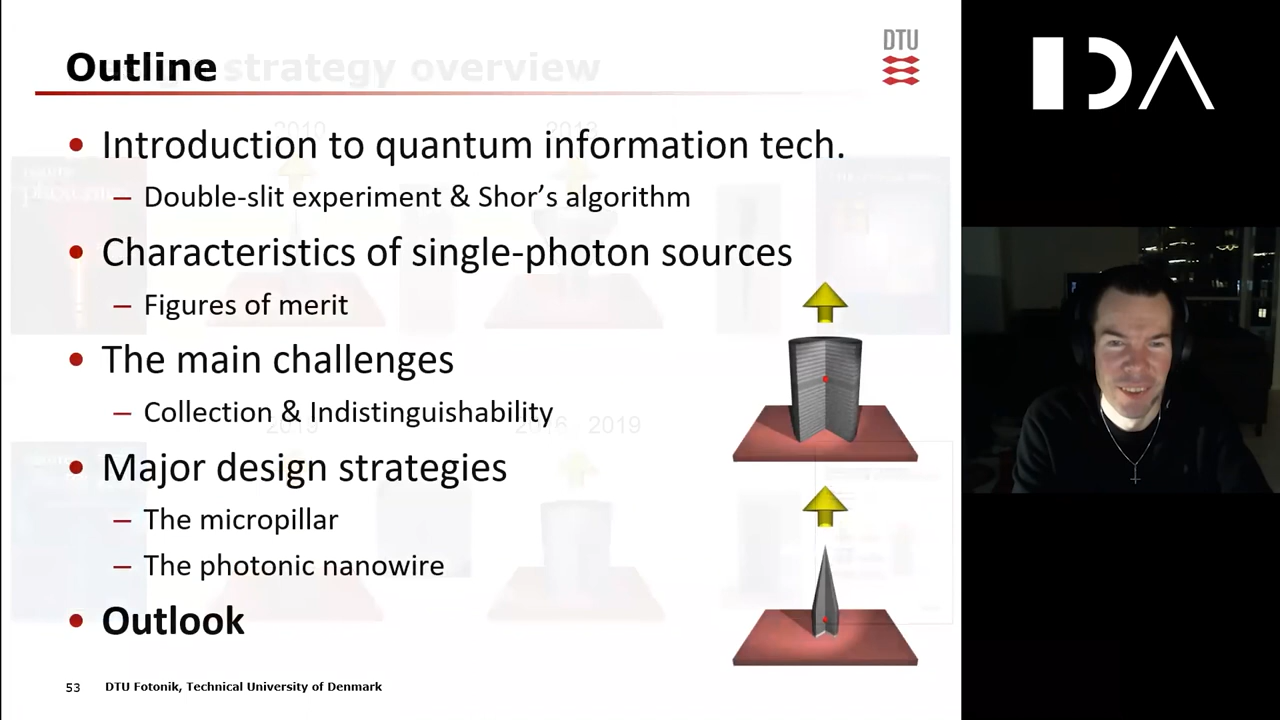 Outline
strategy overview
DTU
IDA
• Introduction to quantum information tech.
– Double-slit experiment & Shor’s algorithm
• Characteristics of single-photon sources
– Figures of merit
• The main challenges
– Collection & Indistinguishability
• Major design strategies
– The micropillar
– The photonic nanowire
• Outlook
53 DTU Fotonik, Technical University of Denmark